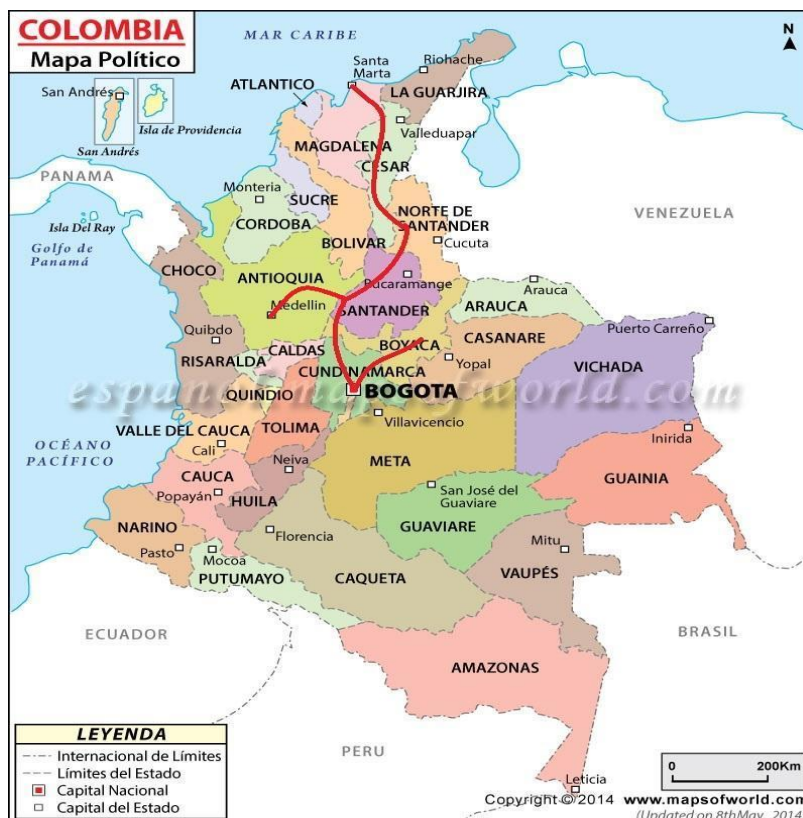 COLOMBIA
Mapa Político
MAR CARIBE
N
Santa
Marta
Riohache
ATLANTICO
LA GUARJIRA
San Andrés
Isla de Providencia
San Andrés
Valleduapar
MAGDALENA
CESAR
PANAMA
Monteria
SUCRE
NORTE DE
SANTANDER
VENEZUELA
Isla Del Ray
CORDOBA
BOLIVAR
Cucuta
Golfo de
Panamá
CHOCO
ANTIOQUIA
Pucaramange
Arauca
Medellin
SANTANDER
ARAUCA
Puerto Carreño
Quibdo
BOYACA
CASANARE
RISARALDA
CALDAS
Yopal
VICHADA
CUNDINAMARCA
espanol.mapsofworld.com
QUINDIO
BOGOTA
VALLE DEL CAUCA
TOLIMA
Villavicencio
OCÉANO
PACÍFICO
Cali
Inirida
Neiva
META
CAUCA
GUAINIA
Popayán
HUILA
San José del
Guaviare
NARINO
Florencia
GUAVIARE
Pasto
Mocoa
Mitu
PUTUMAYO
CAQUETA
VAUPÉS
ECUADOR
BRASIL
AMAZONAS
PERU
LEYENDA
Internacional de Límites
Límites del Estado
Capital Nacional
Capital del Estado
0 200Km
Leticia
Copyright © 2014 www.mapsofworld.com
(Updated on 8thMay, 2014)